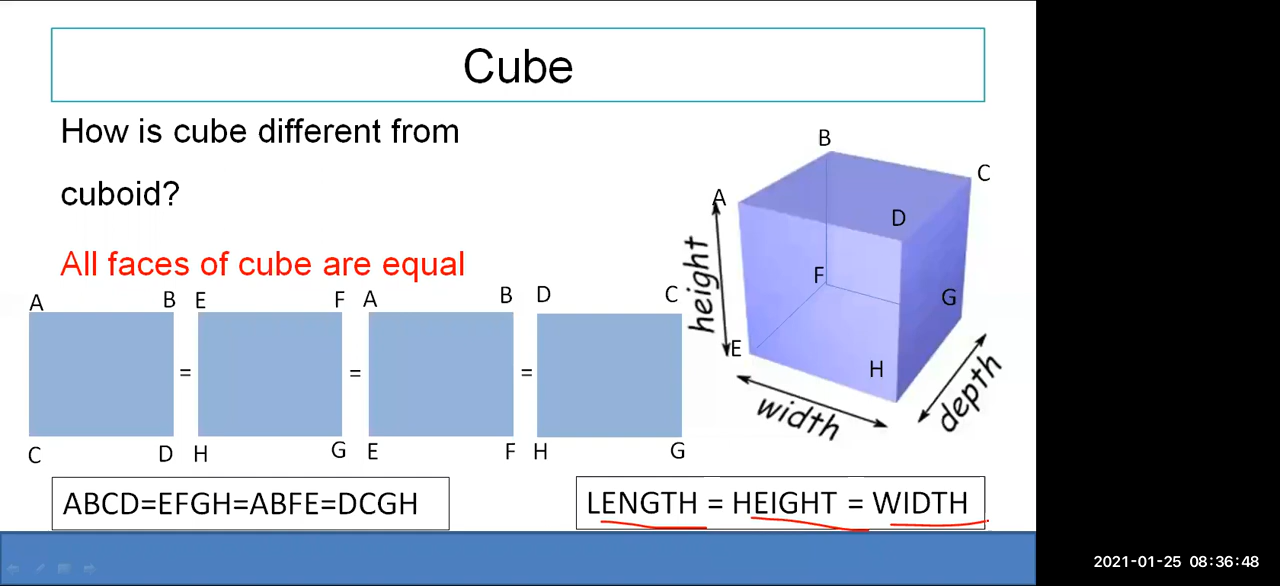 Cube
How is cube different from
cuboid?
All faces of cube are equal
A B E F A B D C
= = =
C D H G E F H G
ABCD=EFGH=ABFE=DCGH
B
C
A
D
height
F
G
E
H
width
depth
LENGTH = HEIGHT = WIDTH
2021-01-25 08:36:48